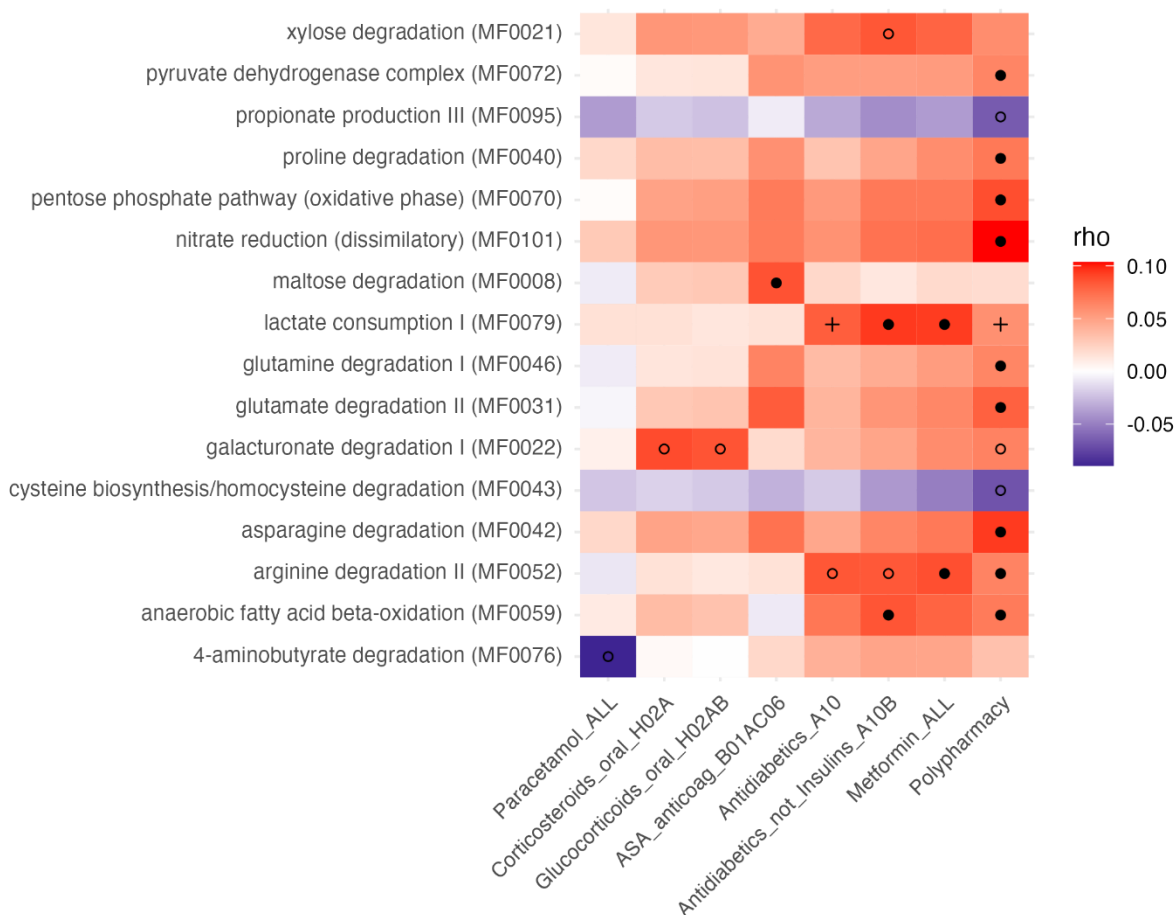 xylose degradation (MF0021)
pyruvate dehydrogenase complex (MF0072)
propionate production III (MF0095)
proline degradation (MF0040)
pentose phosphate pathway (oxidative phase) (MF0070)
nitrate reduction (dissimilatory) (MF0101)
maltose degradation (MF0008)
lactate consumption I (MF0079)
glutamine degradation I (MF0046)
glutamate degradation II (MF0031)
galacturonate degradation I (MF0022)
cysteine biosynthesis/homocysteine degradation (MF0043)
asparagine degradation (MF0042)
arginine degradation II (MF0052)
anaerobic fatty acid beta-oxidation (MF0059)
4-aminobutyrate degradation (MF0076)
Paracetamol_ALL
Corticosteroids_oral_H02A
Glucocorticoids_oral_H02AB
ASA_anticoag_B01AC06
Antidiabetics_A10
Antidiabetics_not_Insulins_A10B
Metformin_ALL
Polypharmacy
rho
0.10
0.05
0.00
-0.05